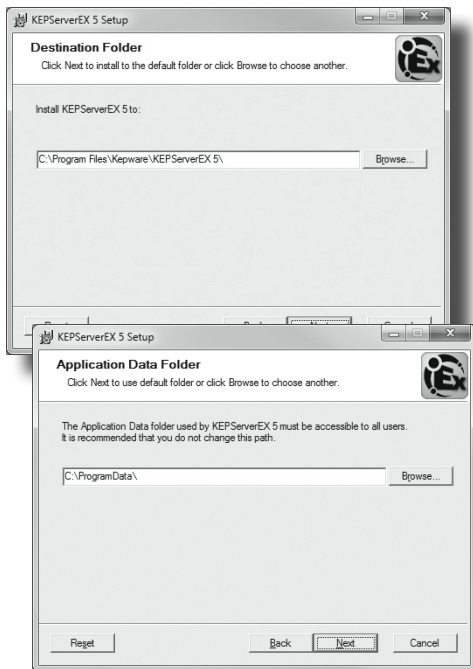 KEPServerEX 5 Setup
Destination Folder
Click Next to install to the default folder or click Browse to choose another.
Ex
Install KEPServerEX 5 to:
C:\Program Files\Kepware\KEPServerEX 5\
Browse...
KEPServerEX 5 Setup
Application Data Folder
Click Next to use default folder or click Browse to choose another.
Ex
The Application Data folder used by KEPServerEX 5 must be accessible to all users.
It is recommended that you do not change this path.
C:\ProgramData\
Browse...
Reset Back Next Cancel